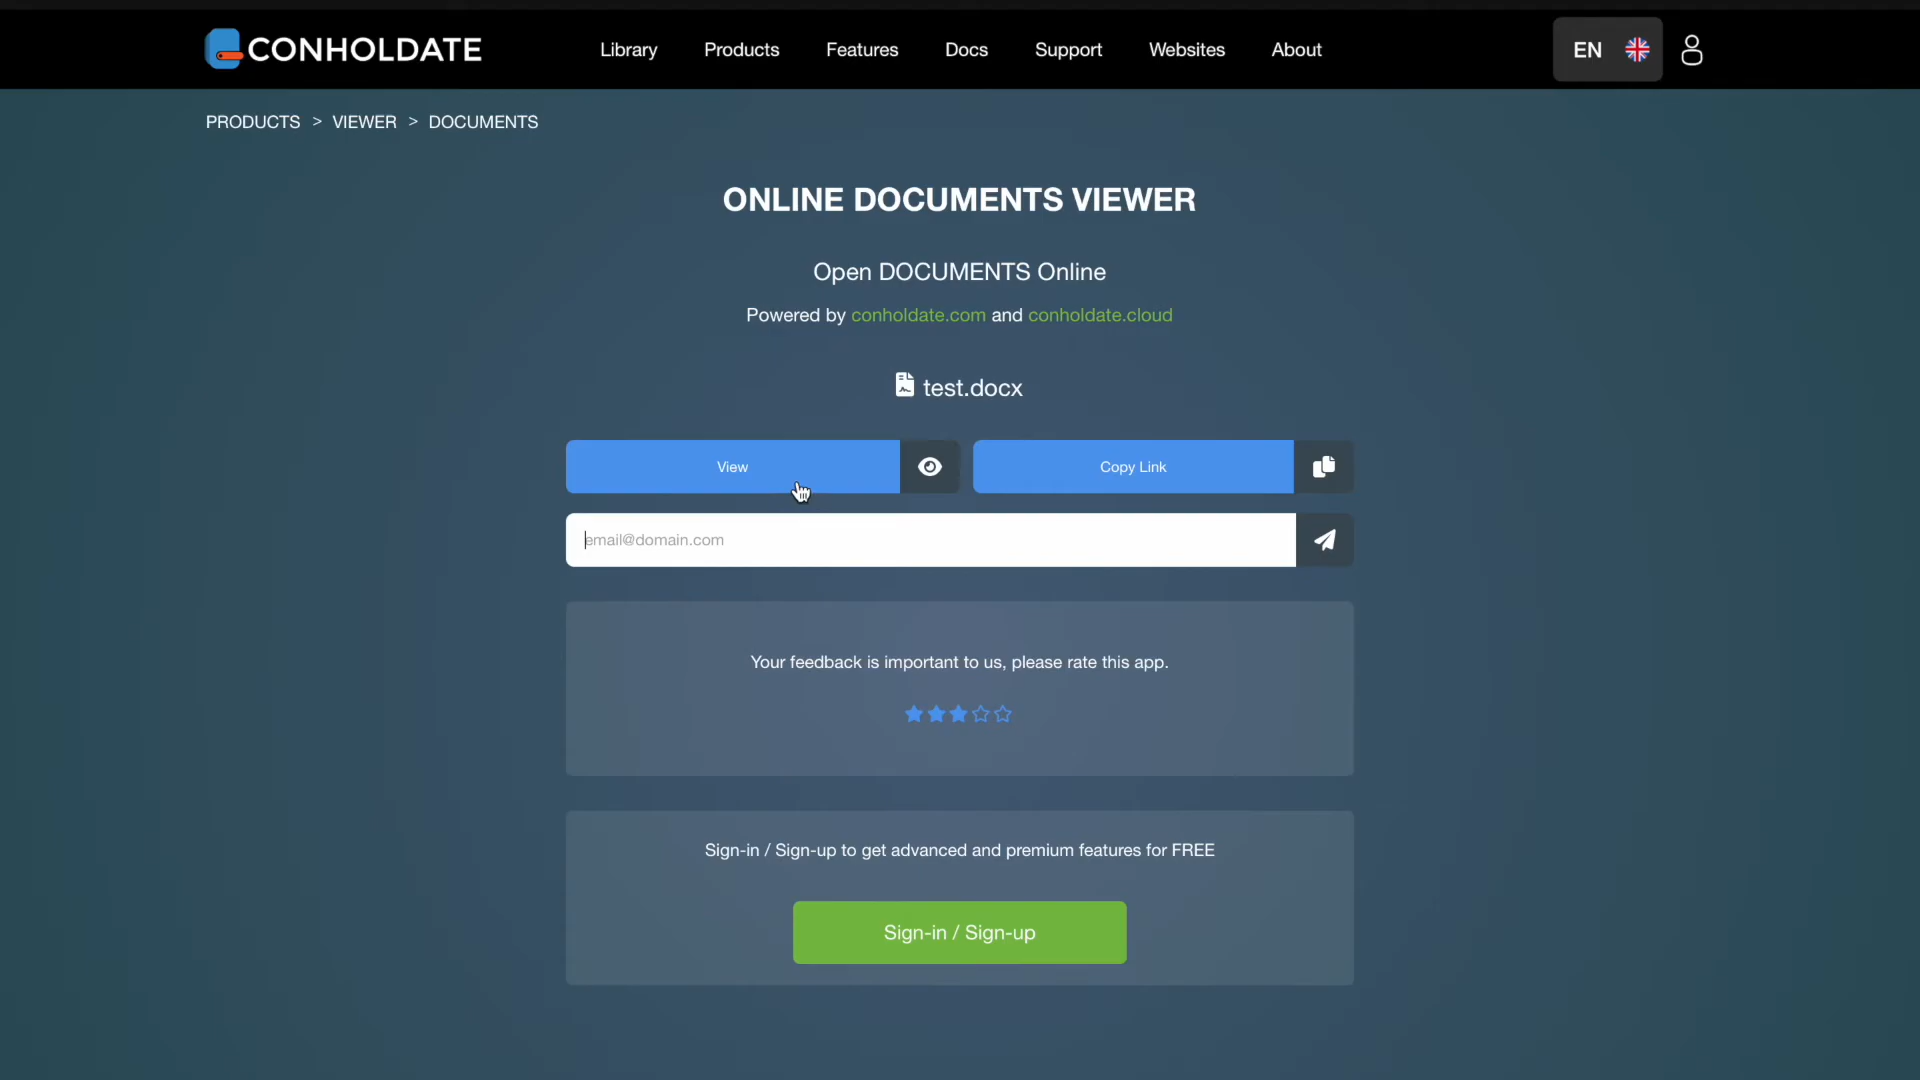 CONHOLDATE
Library Products Features Docs Support Websites About
EN
PRODUCTS > VIEWER > DOCUMENTS
ONLINE DOCUMENTS VIEWER
Open DOCUMENTS Online
Powered by conholdate.com and conholdate.cloud
test.docx
View
Copy Link
email@domain.com
Your feedback is important to us, please rate this app.
Sign-in / Sign-up to get advanced and premium features for FREE
Sign-in / Sign-up